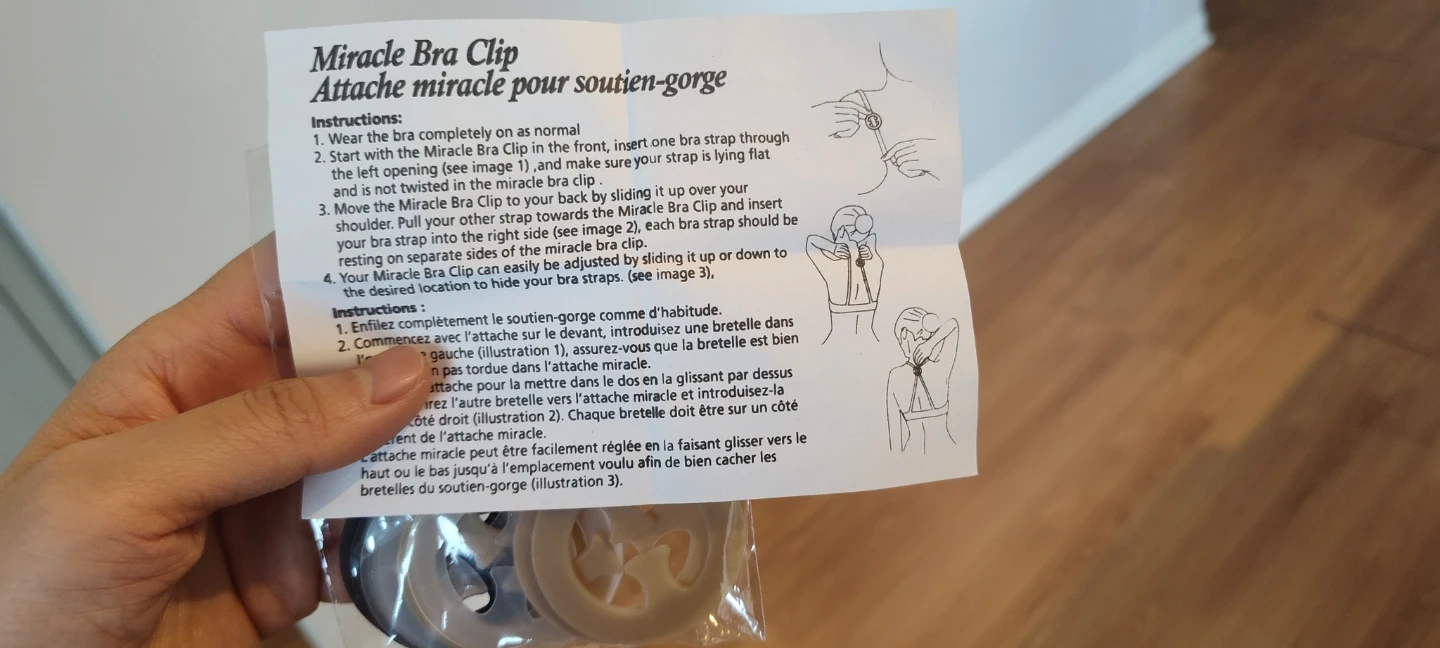 Miracle Bra Clip
Attache miracle pour soutien-gorge
Instructions:
1. Wear the bra completely on as normal
2. Start with the Miracle Bra Clip in the front, insert one bra strap through
the left opening (see image 1) ,and make sure your strap is lying flat
and is not twisted in the miracle bra clip .
3. Move the Miracle Bra Clip to your back by sliding it up over your
shoulder. Pull your other strap towards the Miracle Bra Clip and insert
your bra strap into the right side (see image 2), each bra strap should be
resting on separate sides of the miracle bra clip.
4. Your Miracle Bra Clip can easily be adjusted by sliding it up or down to
the desired location to hide your bra straps. (see image 3),
Instructions :
1. Enfilez complètement le soutien-gorge comme d'habitude.
2. Commencez avec l'attache sur le devant, introduisez une bretelle dans
gauche (illustration 1), assurez-vous que la bretelle est bien
pas tordue dans l'attache miracle.
attache pour la mettre dans le dos en la glissant par dessus
l'autre bretelle vers l'attache miracle et introduisez-la
côté droit (illustration 2). Chaque bretelle doit être sur un côté
de l'attache miracle.
L'attache miracle peut être facilement réglée en la faisant glisser vers le
haut ou le bas jusqu'à l'emplacement voulu afin de bien cacher les
bretelles du soutien-gorge (illustration 3).